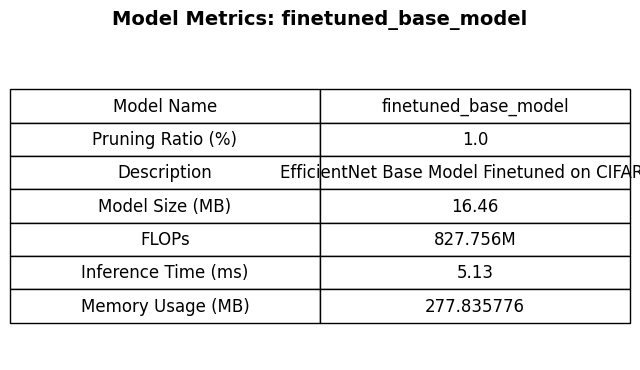 Model Metrics: finetuned_base_model
Model Name finetuned_base_model
Pruning Ratio (%) 1.0
Description EfficientNet Base Model Finetuned on CIFAR
Model Size (MB) 16.46
FLOPs 827.756M
Inference Time (ms) 5.13
Memory Usage (MB) 277.835776